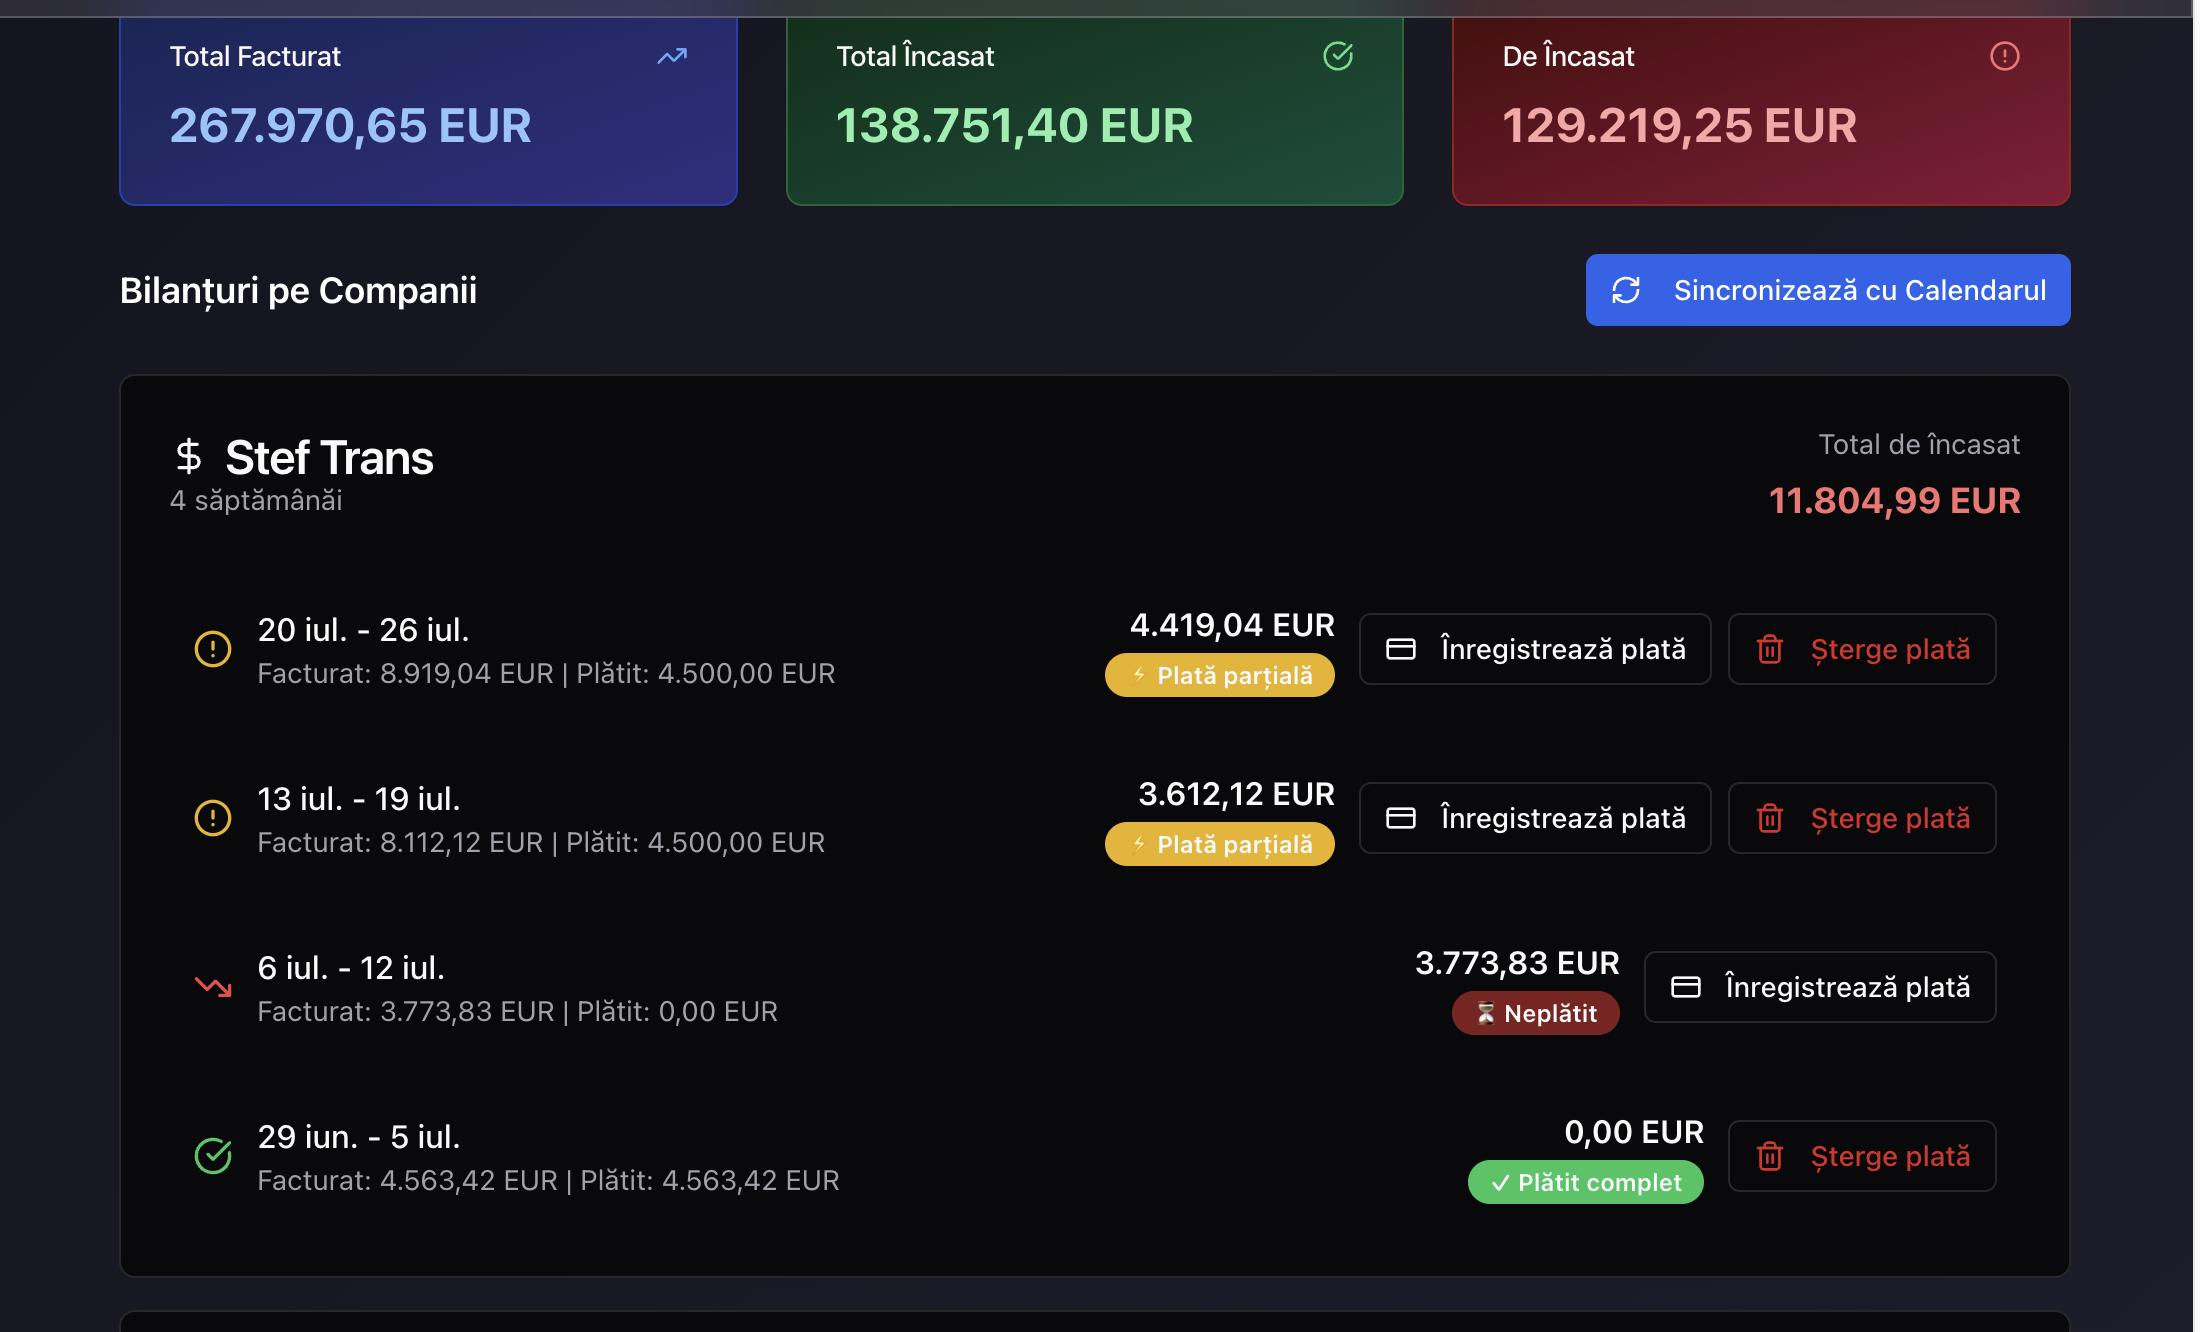 Total Facturat
267.970,65 EUR
Total Încasat
138.751,40 EUR
De Încasat
129.219,25 EUR
Bilanțuri pe Companii
Sincronizează cu Calendarul
Stef Trans
4 săptămânăi
Total de încasat
11.804,99 EUR
20 iul. - 26 iul.
Facturat: 8.919,04 EUR | Plătit: 4.500,00 EUR
4.419,04 EUR
⚡ Plată parțială
Înregistrează plată
Șterge plată
13 iul. - 19 iul.
Facturat: 8.112,12 EUR | Plătit: 4.500,00 EUR
3.612,12 EUR
⚡ Plată parțială
Înregistrează plată
Șterge plată
6 iul. - 12 iul.
Facturat: 3.773,83 EUR | Plătit: 0,00 EUR
3.773,83 EUR
⏳ Neplătit
Înregistrează plată
29 iun. - 5 iul.
Facturat: 4.563,42 EUR | Plătit: 4.563,42 EUR
0,00 EUR
✓ Plătit complet
Șterge plată